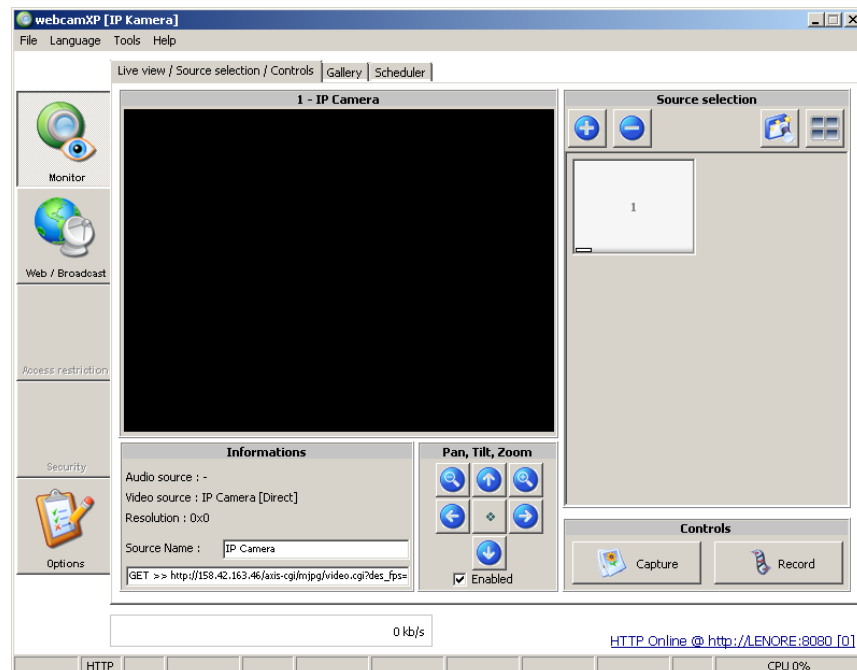 webcamXP [IP Kamera]
File Language Tools Help
Live view / Source selection / Controls Gallery Scheduler
Monitor
Web / Broadcast
Access restriction
Security
Options
1 - IP Camera
Informations
Audio source : -
Video source : IP Camera [Direct]
Resolution : 0x0
Source Name : IP Camera
GET >> http://158.42.163.46/axis-cgi/mjpg/video.cgi?des_fps=
Pan, Tilt, Zoom
Enabled
Source selection
1
Controls
Capture Record
0 kb/s
HTTP Online @ http://LENORE:8080 [0]
HTTP CPU 0%